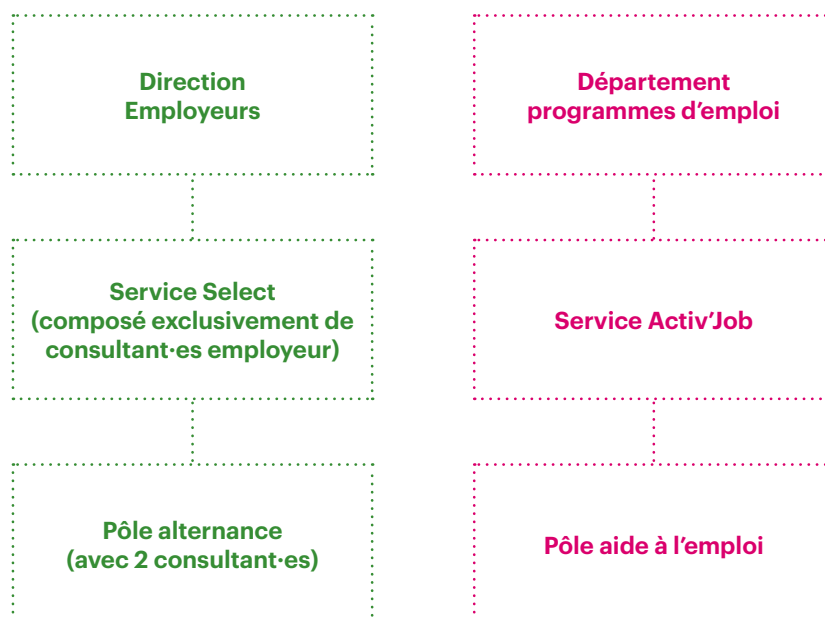 Direction
Employeurs
Département
programmes d'emploi
Service Select
(composé exclusivement de
consultant·es employeur)
Service Activ'Job
Pôle alternance
(avec 2 consultant·es)
Pôle aide à l'emploi